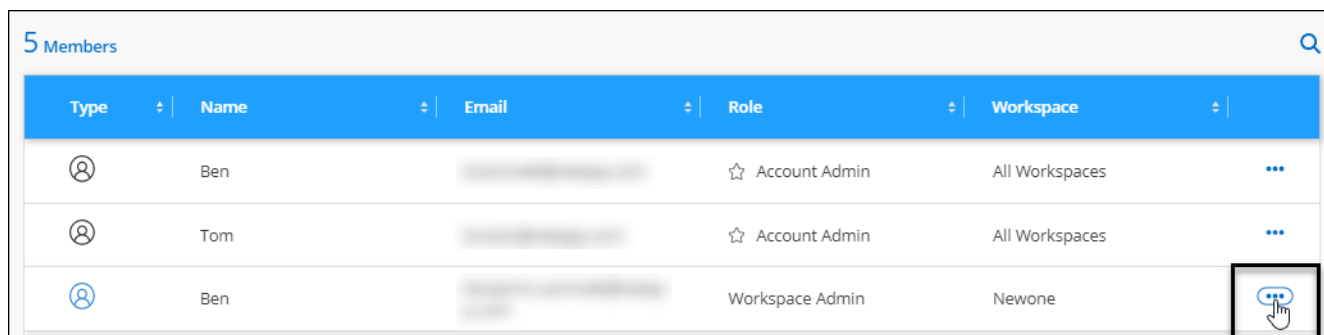 5 Members
Type Name Email Role Workspace
Ben Account Admin All Workspaces
Tom Account Admin All Workspaces
Ben Workspace Admin Newone